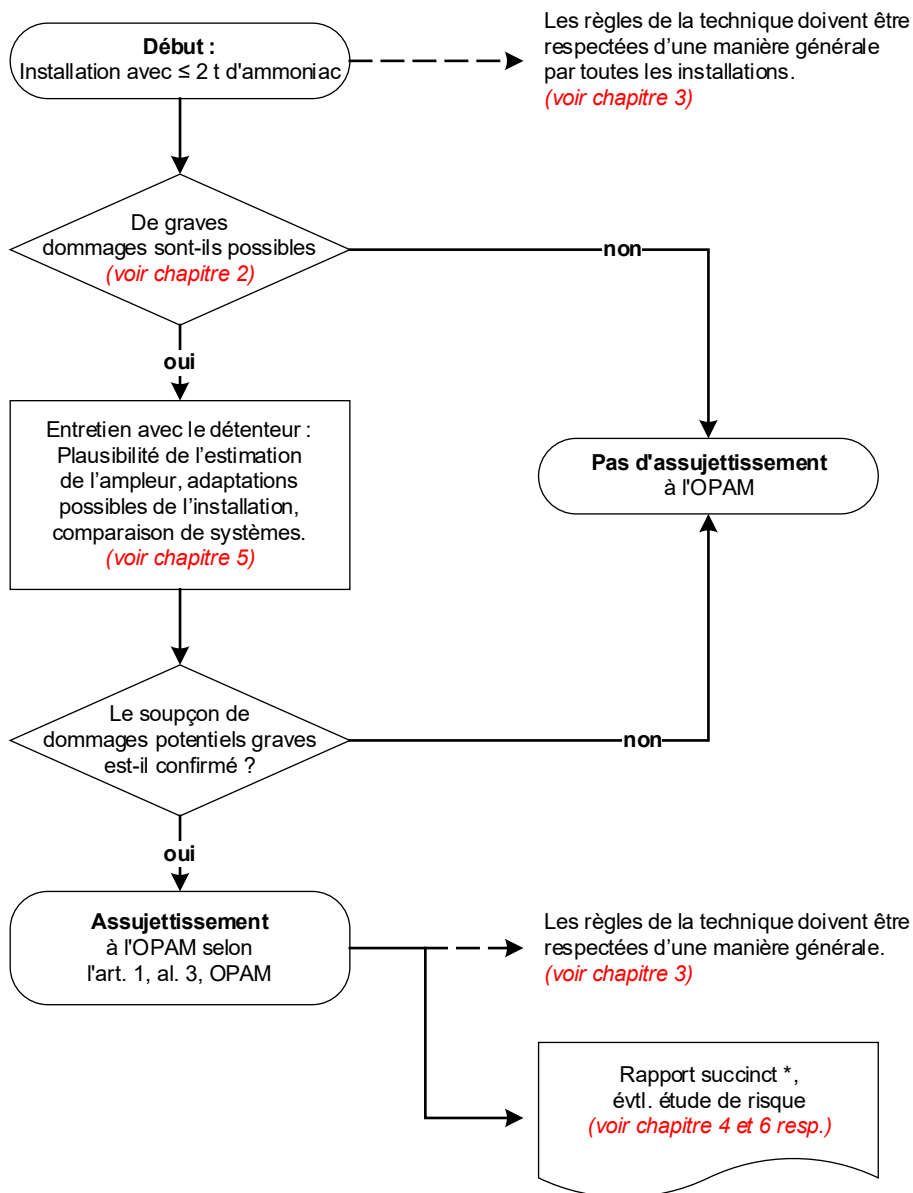 Début :
Installation avec ≤ 2 t d'ammoniac
Les règles de la technique doivent être
respectées d'une manière générale
par toutes les installations.
(voir chapitre 3)
De graves
dommages sont-ils possibles
(voir chapitre 2)
non
oui
Entretien avec le détenteur :
Plausibilité de l'estimation
de l'ampleur, adaptations
possibles de l'installation,
comparaison de systèmes.
(voir chapitre 5)
Pas d'assujettissement
à l'OPAM
Le soupçon de
dommages potentiels graves
est-il confirmé ?
non
oui
Assujettissement
à l'OPAM selon
l'art. 1, al. 3, OPAM
Les règles de la technique doivent être
respectées d'une manière générale.
(voir chapitre 3)
Rapport succinct *,
évtl. étude de risque
(voir chapitre 4 et 6 resp.)